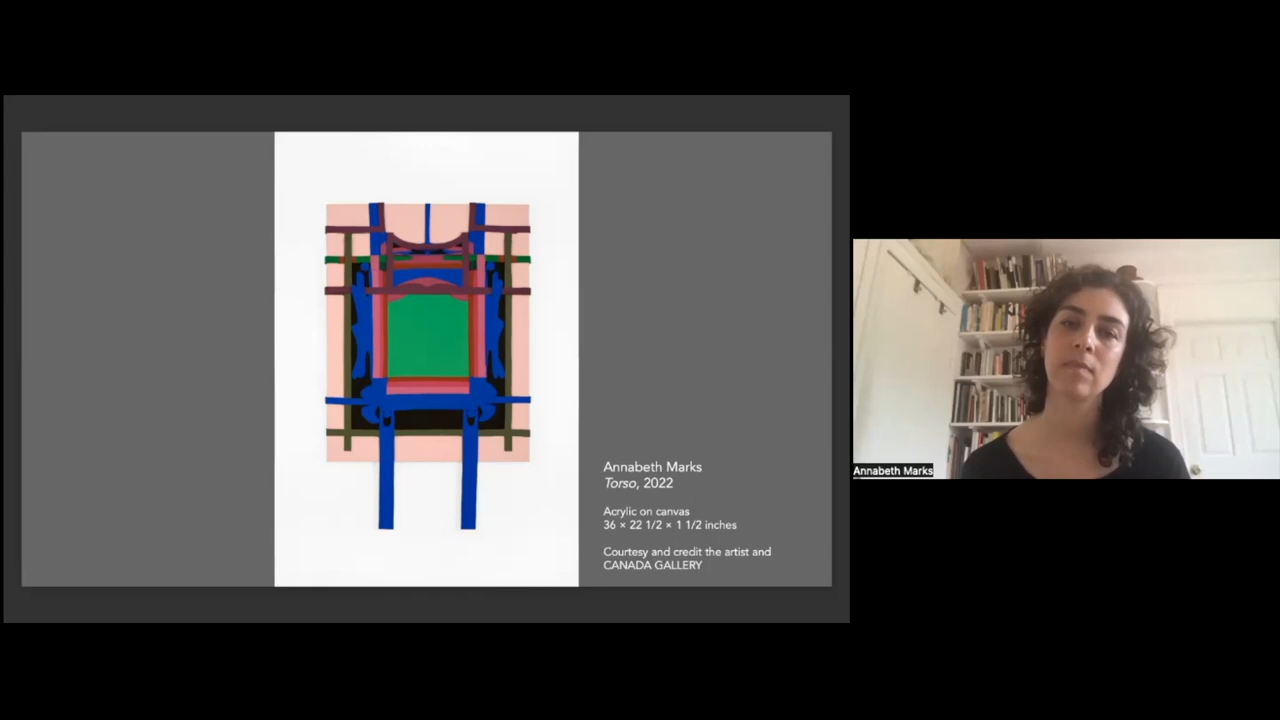 Annabeth Marks
Torso, 2022
Acrylic on canvas
36 × 22 1/2 × 1 1/2 inches
Courtesy and credit the artist and
CANADA GALLERY
Annabeth Marks